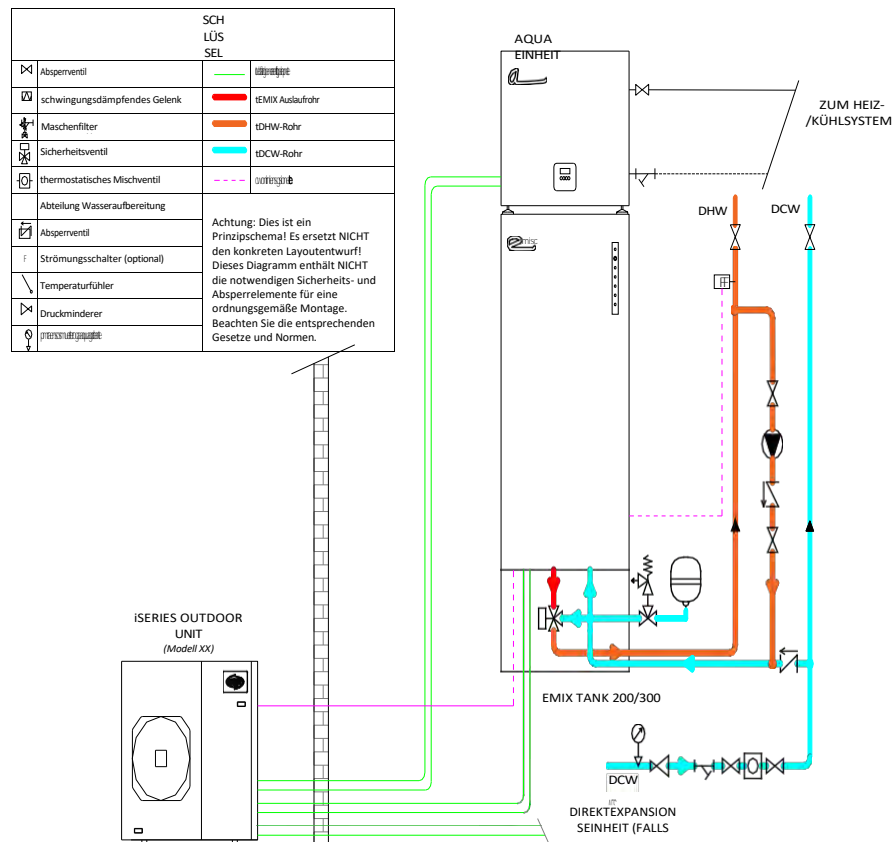 SCH
LÜS
SEL
Absperrventil
schwingungsdämpfendes Gelenk
tEMIX Auslaufrohr
Maschenfilter
tDHW-Rohr
Sicherheitsventil
tDCW-Rohr
thermostatisches Mischventil
Abteilung Wasseraufbereitung
Absperrventil
F Strömungsschalter (optional)
Temperaturfühler
Druckminderer
Achtung: Dies ist ein
Prinzipschema! Es ersetzt NICHT
den konkreten Layoutentwurf!
Dieses Diagramm enthält NICHT
die notwendigen Sicherheits- und
Absperrelemente für eine
ordnungsgemäße Montage.
Beachten Sie die entsprechenden
Gesetze und Normen.
AQUA
EINHEIT
ZUM HEIZ-
/KÜHLSYSTEM
DHW
DCW
iSERIES OUTDOOR
UNIT
(Modell XX)
EMIX TANK 200/300
DCW
DIREKTEXPANSION
SEINHEIT (FALLS